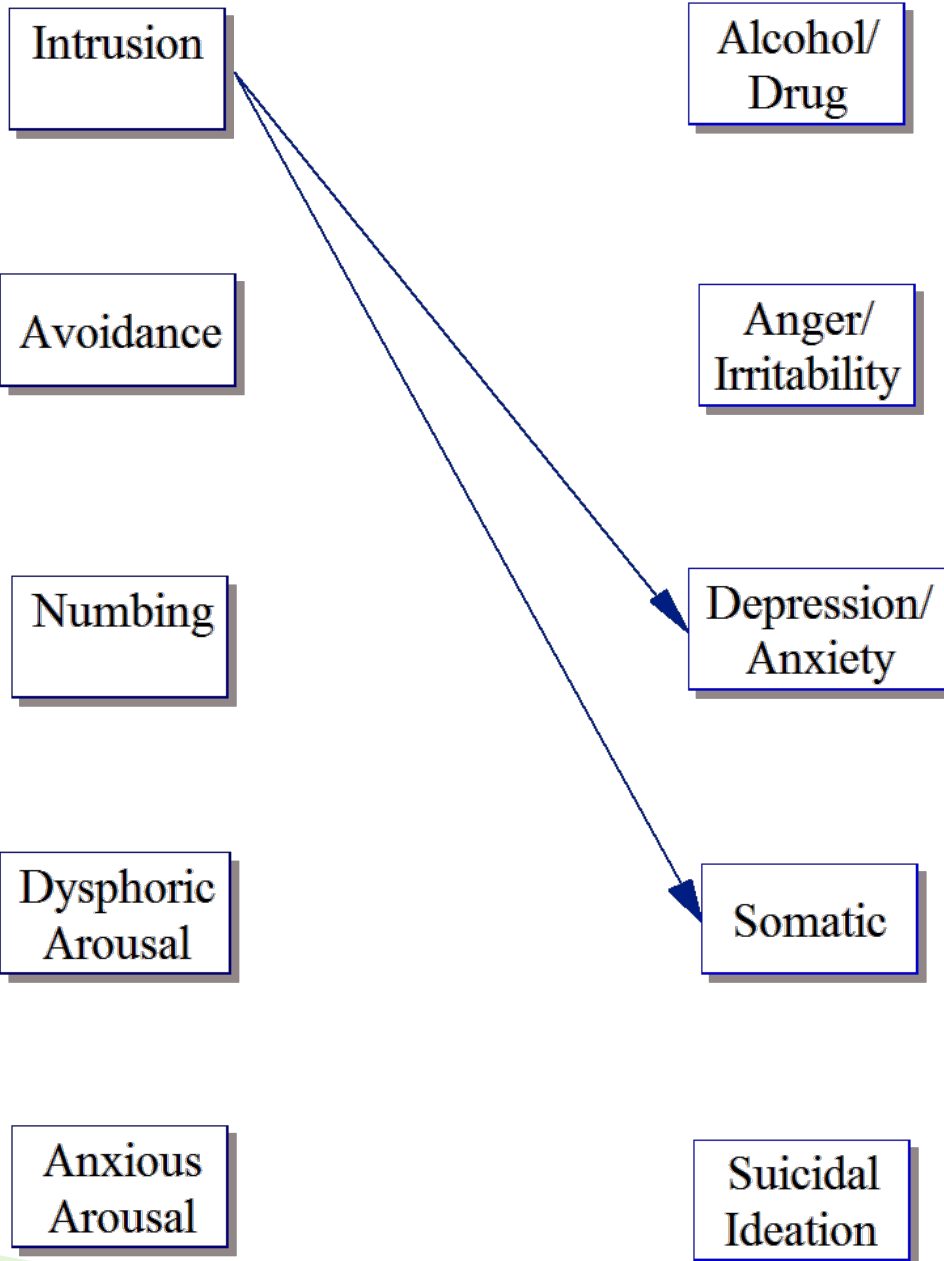 Intrusion
Alcohol/
Drug
Avoidance
Anger/
Irritability
Numbing
Depression/
Anxiety
Dysphoric
Arousal
Somatic
Anxious
Arousal
Suicidal
Ideation